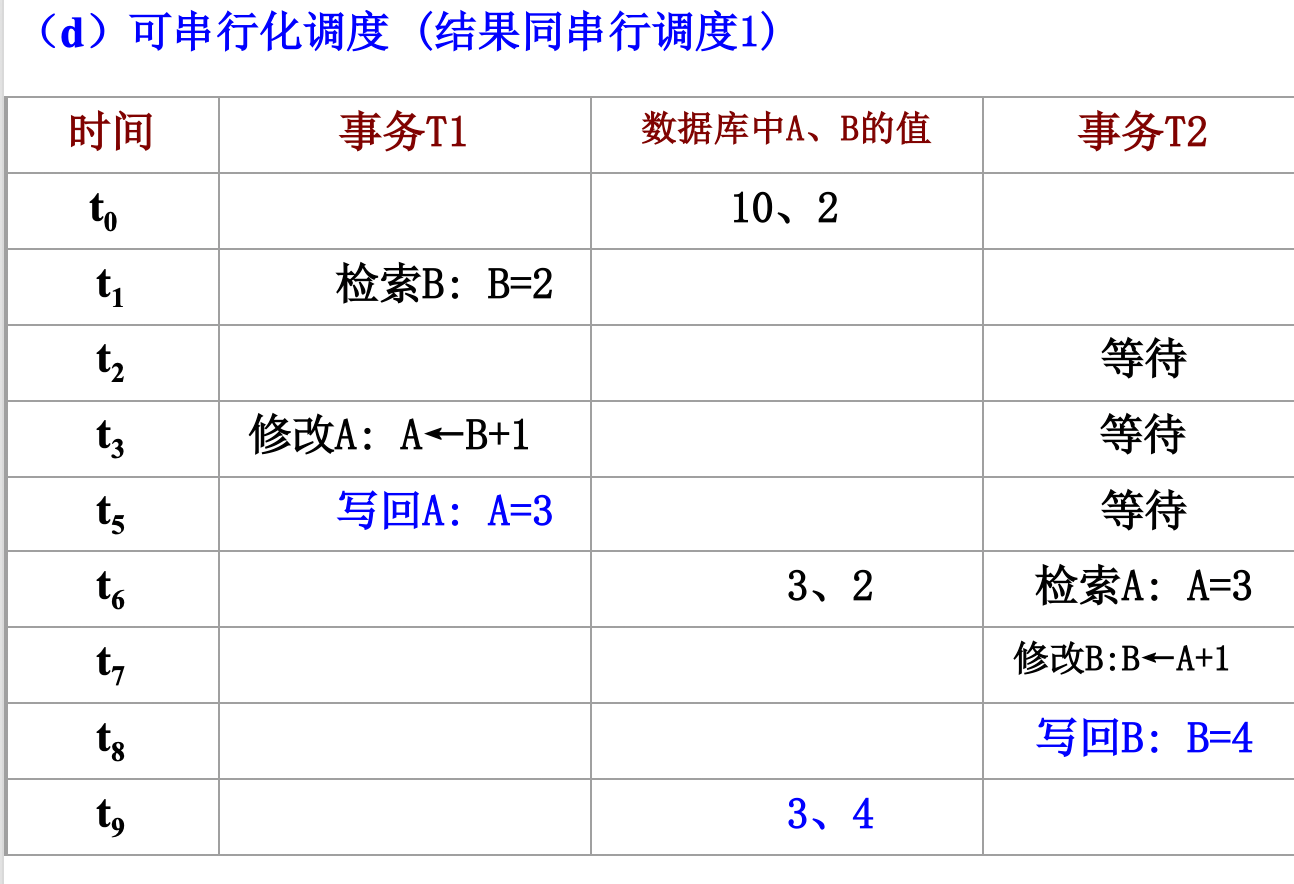 （d）可串行化调度 (结果同串行调度1)
时间 事务T1 数据库中A、B的值 事务T2
t0 10、2
t1 检索B: B=2
t2 等待
t3 修改A: A←B+1 等待
t5 写回A: A=3 等待
t6 3、2 检索A: A=3
t7 修改B:B←A+1
t8 写回B: B=4
t9 3、4